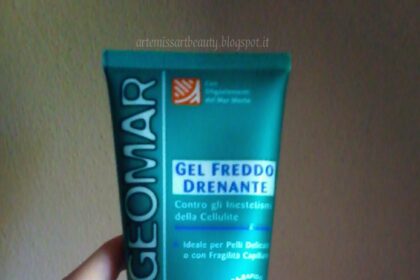 artemissartbeauty.blogspot.it
GEOMAR
Con
Oligoelementi
del Mar Morto
GEL FREDDO
DRENANTE
Contro gli Inestetismi
della Cellulite
Ideale per Pelli Delicate
o con Fragilità Capillare